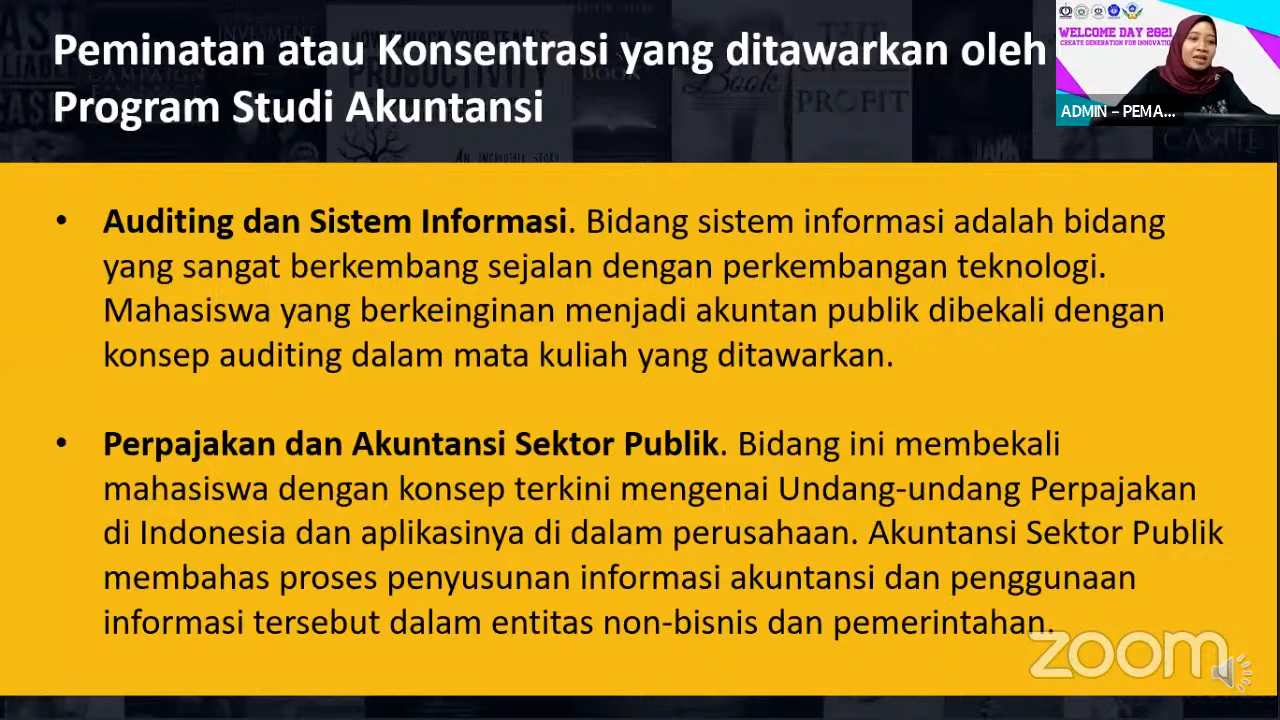 Peminatan atau Konsentrasi yang ditawarkan oleh
Program Studi Akuntansi
WELCOME DAY 2021
CREATE GENERATION FOR INNOVATION
ADMIN – PEMA...
• Auditing dan Sistem Informasi. Bidang sistem informasi adalah bidang
yang sangat berkembang sejalan dengan perkembangan teknologi.
Mahasiswa yang berkeinginan menjadi akuntan publik dibekali dengan
konsep auditing dalam mata kuliah yang ditawarkan.
• Perpajakan dan Akuntansi Sektor Publik. Bidang ini membekali
mahasiswa dengan konsep terkini mengenai Undang-undang Perpajakan
di Indonesia dan aplikasinya di dalam perusahaan. Akuntansi Sektor Publik
membahas proses penyusunan informasi akuntansi dan penggunaan
informasi tersebut dalam entitas non-bisnis dan pemerintahan.
zoom